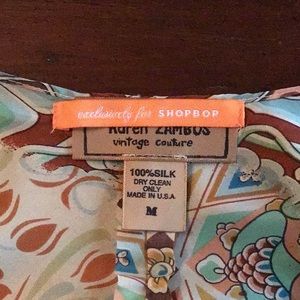 exclusively for SHOPBOP
Karen ZAMBOS
vintage couture
100%SILK
DRY CLEAN
ONLY
MADE IN U.S.A.
M